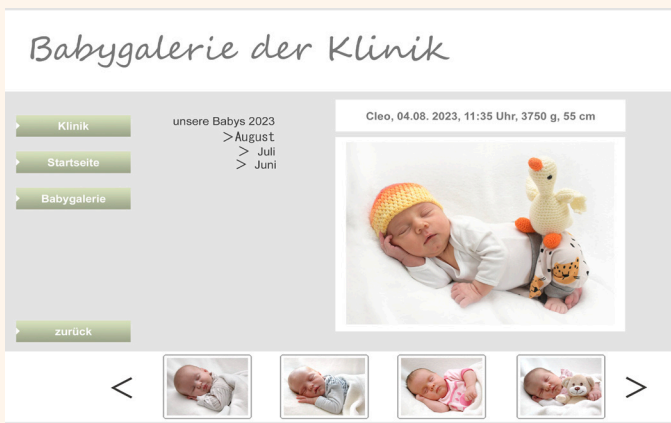 Babygalerie der Klinik
Klinik
Startseite
Babygalerie
zurück
unsere Babys 2023
>August
> Juli
> Juni
Cleo, 04.08. 2023, 11:35 Uhr, 3750 g, 55 cm
< >